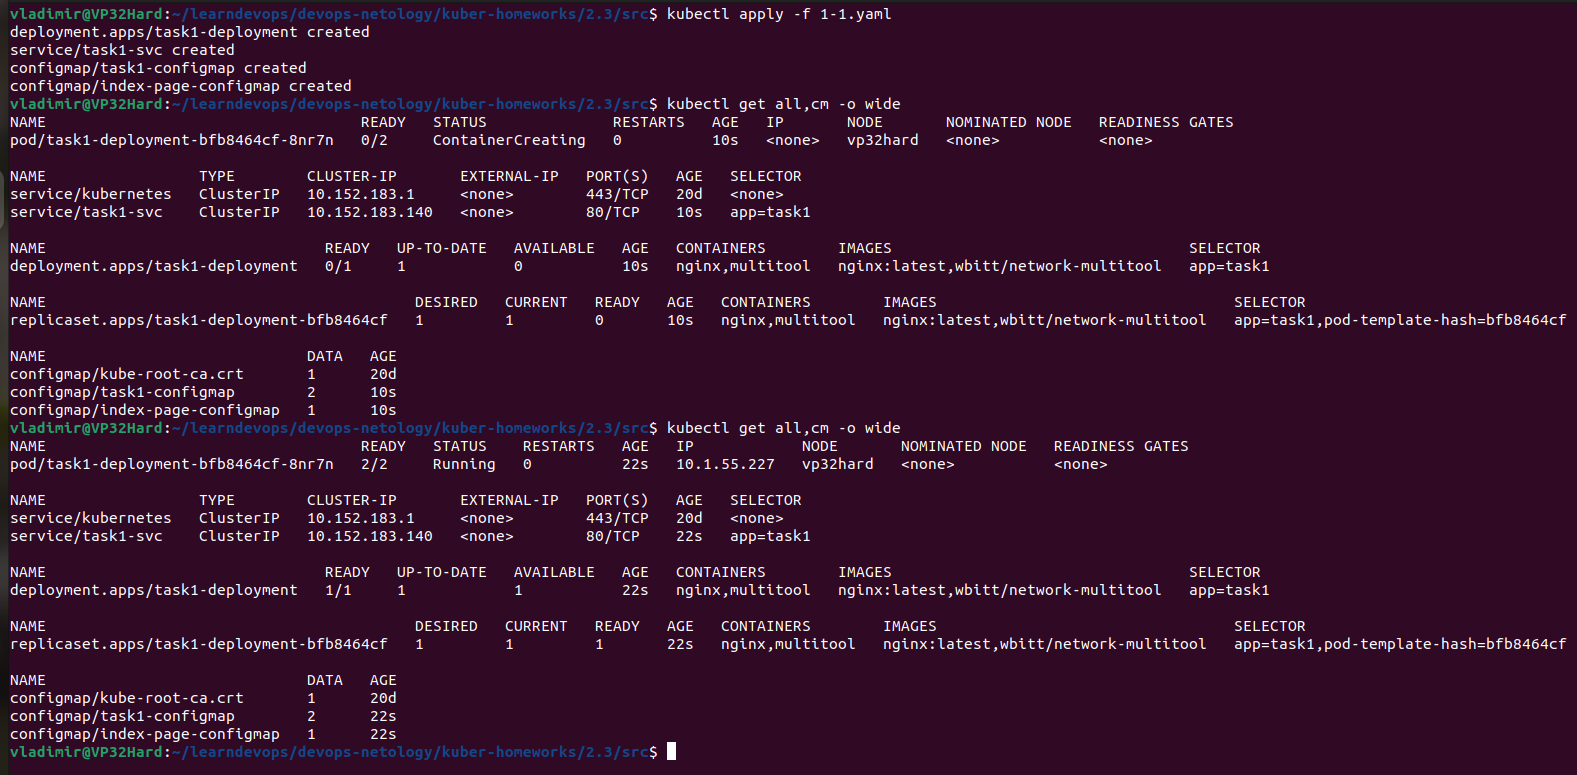 vladimir@VP32Hard:~/learndevops/devops-netology/kuber-homeworks/2.3/src$ kubectl apply -f 1-1.yaml
deployment.apps/task1-deployment created
service/task1-svc created
configmap/task1-configmap created
configmap/index-page-configmap created
vladimir@VP32Hard:~/learndevops/devops-netology/kuber-homeworks/2.3/src$ kubectl get all,cm -o wide
NAME                                   READY   STATUS              RESTARTS   AGE   IP       NODE       NOMINATED NODE   READINESS GATES
pod/task1-deployment-bfb8464cf-8nr7n   0/2     ContainerCreating   0          10s   <none>   vp32hard   <none>           <none>

NAME                 TYPE        CLUSTER-IP       EXTERNAL-IP   PORT(S)   AGE   SELECTOR
service/kubernetes   ClusterIP   10.152.183.1     <none>        443/TCP   20d   <none>
service/task1-svc    ClusterIP   10.152.183.140   <none>        80/TCP    10s   app=task1

NAME                               READY   UP-TO-DATE   AVAILABLE   AGE   CONTAINERS        IMAGES                                 SELECTOR
deployment.apps/task1-deployment   0/1     1            0           10s   nginx,multitool   nginx:latest,wbitt/network-multitool   app=task1

NAME                                         DESIRED   CURRENT   READY   AGE   CONTAINERS        IMAGES                                 SELECTOR
replicaset.apps/task1-deployment-bfb8464cf   1         1         0       10s   nginx,multitool   nginx:latest,wbitt/network-multitool   app=task1,pod-template-hash=bfb8464cf

NAME                             DATA   AGE
configmap/kube-root-ca.crt       1      20d
configmap/task1-configmap        2      10s
configmap/index-page-configmap   1      10s
vladimir@VP32Hard:~/learndevops/devops-netology/kuber-homeworks/2.3/src$ kubectl get all,cm -o wide
NAME                                   READY   STATUS    RESTARTS   AGE   IP            NODE       NOMINATED NODE   READINESS GATES
pod/task1-deployment-bfb8464cf-8nr7n   2/2     Running   0          22s   10.1.55.227   vp32hard   <none>           <none>

NAME                 TYPE        CLUSTER-IP       EXTERNAL-IP   PORT(S)   AGE   SELECTOR
service/kubernetes   ClusterIP   10.152.183.1     <none>        443/TCP   20d   <none>
service/task1-svc    ClusterIP   10.152.183.140   <none>        80/TCP    22s   app=task1

NAME                               READY   UP-TO-DATE   AVAILABLE   AGE   CONTAINERS        IMAGES                                 SELECTOR
deployment.apps/task1-deployment   1/1     1            1           22s   nginx,multitool   nginx:latest,wbitt/network-multitool   app=task1

NAME                                         DESIRED   CURRENT   READY   AGE   CONTAINERS        IMAGES                                 SELECTOR
replicaset.apps/task1-deployment-bfb8464cf   1         1         1       22s   nginx,multitool   nginx:latest,wbitt/network-multitool   app=task1,pod-template-hash=bfb8464cf

NAME                             DATA   AGE
configmap/kube-root-ca.crt       1      20d
configmap/task1-configmap        2      22s
configmap/index-page-configmap   1      22s
vladimir@VP32Hard:~/learndevops/devops-netology/kuber-homeworks/2.3/src$